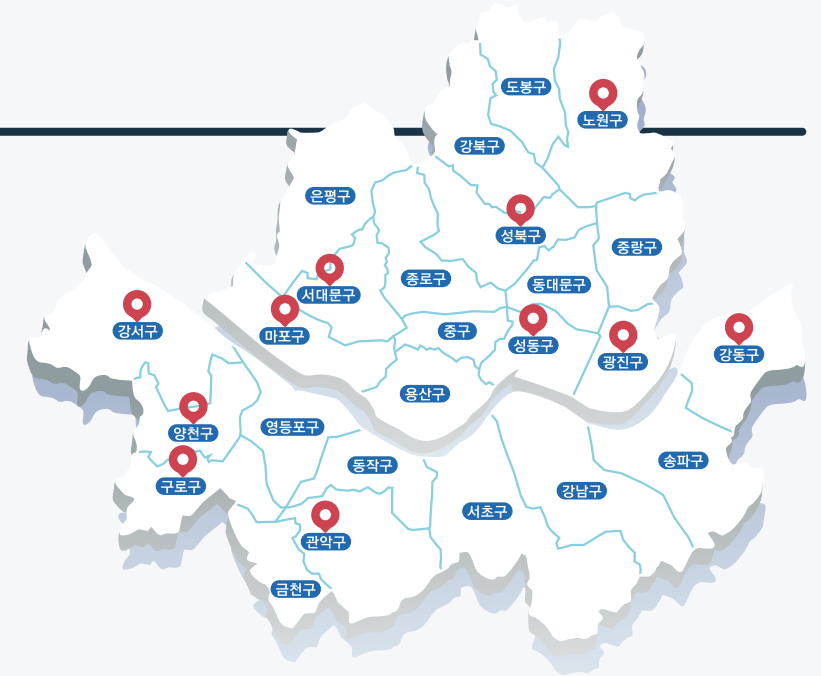 도봉구
노원구
강북구
은평구
성북구
중랑구
종로구
동대문구
서대문구
마포구
강서구
중구
성동구
광진구
강동구
용산구
양천구
영등포구
동작구
송파구
구로구
강남구
서초구
관악구
금천구